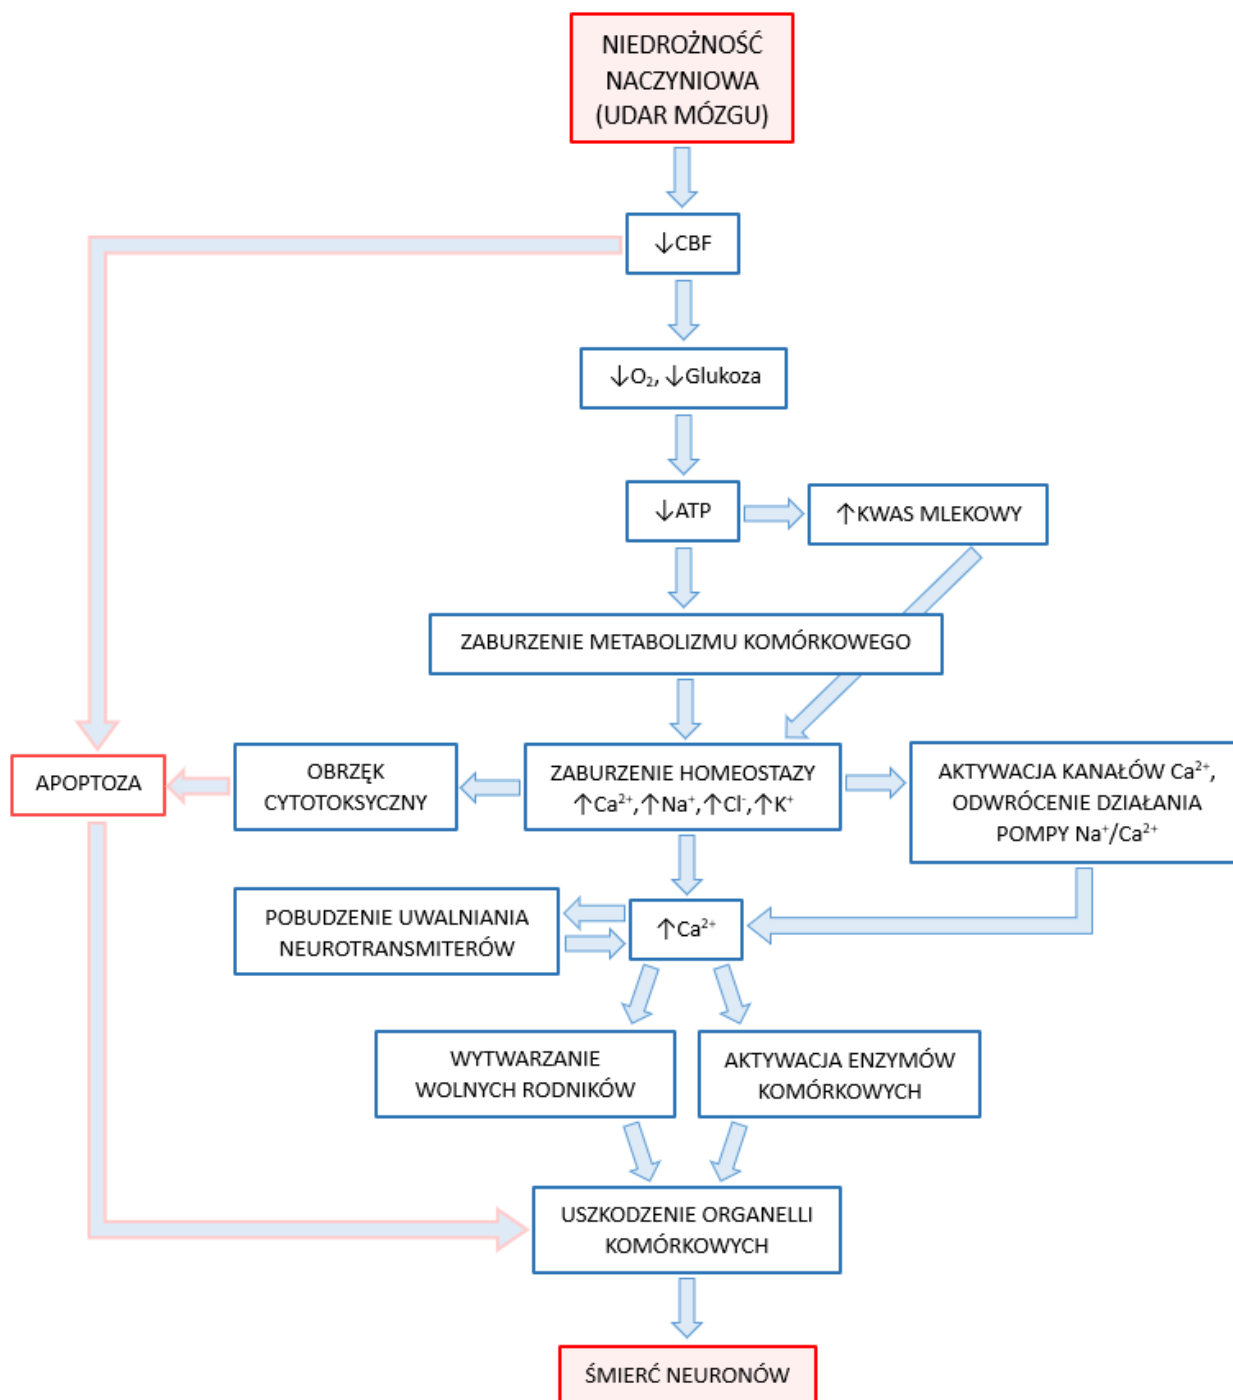 NIEDROŻNOŚĆ
NACZYNIOWA
(UDAR MÓZGU)
↓CBF
↓O₂, ↓Glukoza
↓ATP
↑KWAS MLEKOWY
ZABURZENIE METABOLIZMU KOMÓRKOWEGO
APOPTOZA
OBRZĘK
CYTOTOKSYCZNY
ZABURZENIE HOMEOSTAZY
↑Ca²⁺,↑Na⁺,↑Cl⁻,↑K⁺
AKTYWACJA KANAŁÓW Ca²⁺,
ODWRÓCENIE DZIAŁANIA
POMPY Na⁺/Ca²⁺
POBUDZENIE UWALNIANIA
NEUROTRANSMITERÓW
↑Ca²⁺
WYTWARZANIE
WOLNYCH RODNIKÓW
AKTYWACJA ENZYMÓW
KOMÓRKOWYCH
USZKODZENIE ORGANELLI
KOMÓRKOWYCH
ŚMIERĆ NEURONÓW